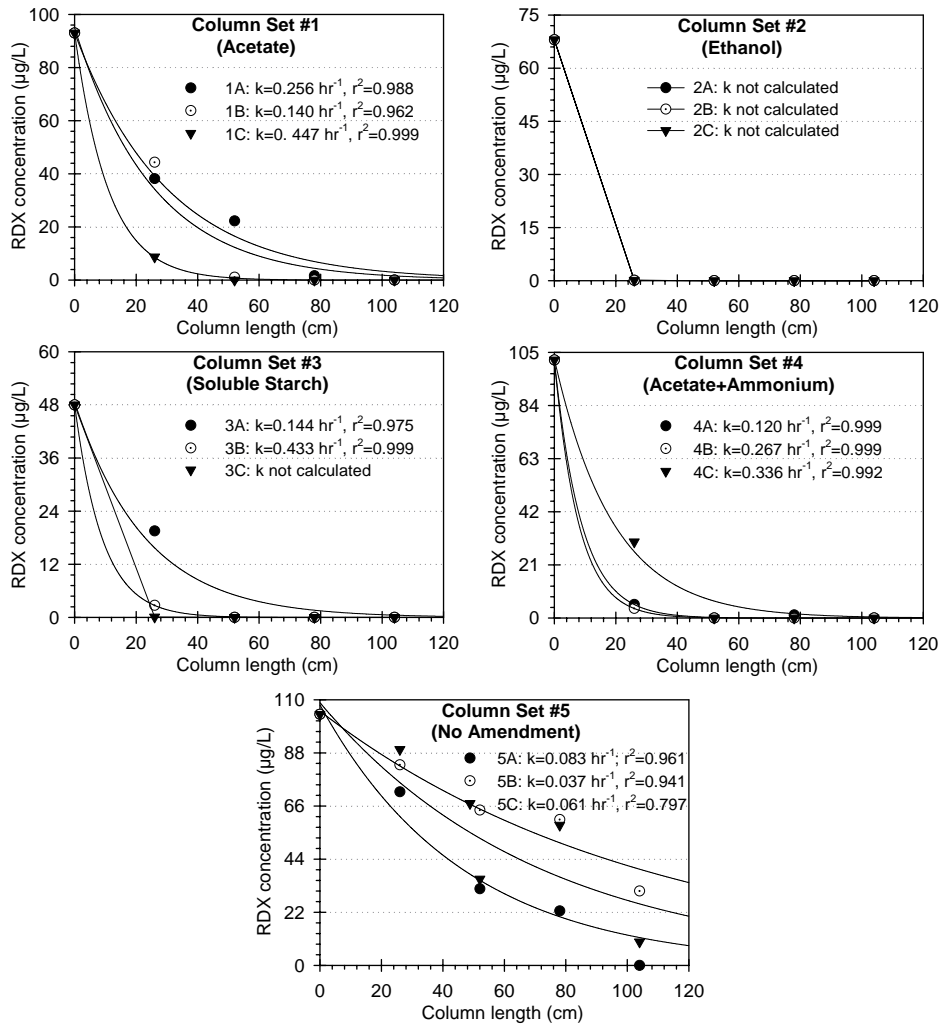 Column Set #1
(Acetate)
1A: k=0.256 hr⁻¹, r²=0.988
1B: k=0.140 hr⁻¹, r²=0.962
1C: k=0. 447 hr⁻¹, r²=0.999
RDX concentration (µg/L)
100
80
60
40
20
0
0 20 40 60 80 100 120
Column length (cm)
Column Set #2
(Ethanol)
2A: k not calculated
2B: k not calculated
2C: k not calculated
RDX concentration (µg/L)
75
60
45
30
15
0
0 20 40 60 80 100 120
Column length (cm)
Column Set #3
(Soluble Starch)
3A: k=0.144 hr⁻¹, r²=0.975
3B: k=0.433 hr⁻¹, r²=0.999
3C: k not calculated
RDX concentration (µg/L)
60
48
36
24
12
0
0 20 40 60 80 100 120
Column length (cm)
Column Set #4
(Acetate+Ammonium)
4A: k=0.120 hr⁻¹, r²=0.999
4B: k=0.267 hr⁻¹, r²=0.999
4C: k=0.336 hr⁻¹, r²=0.992
RDX concentration (µg/L)
105
84
63
42
21
0
0 20 40 60 80 100 120
Column length (cm)
Column Set #5
(No Amendment)
5A: k=0.083 hr⁻¹; r²=0.961
5B: k=0.037 hr⁻¹, r²=0.941
5C: k=0.061 hr⁻¹, r²=0.797
RDX concentration (µg/L)
110
88
66
44
22
0
0 20 40 60 80 100 120
Column length (cm)